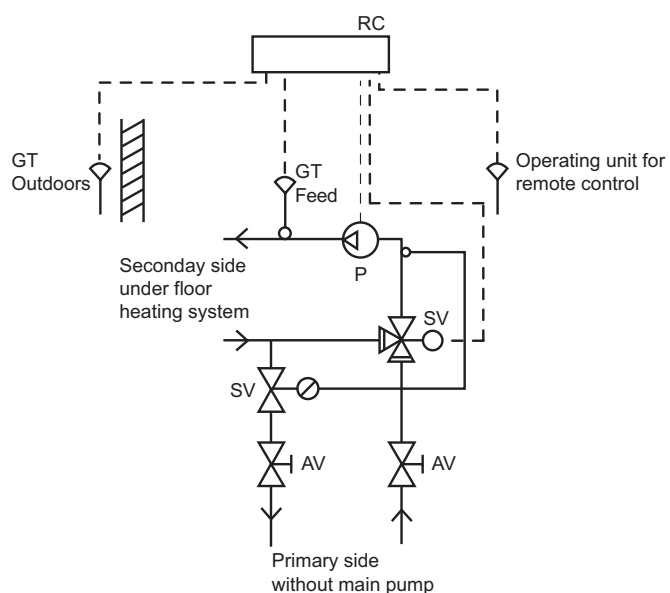 RC
GT
Outdoors
GT
Feed
Operating unit for
remote control
P
Seconday side
under floor
heating system
SV
SV
AV
AV
Primary side
without main pump